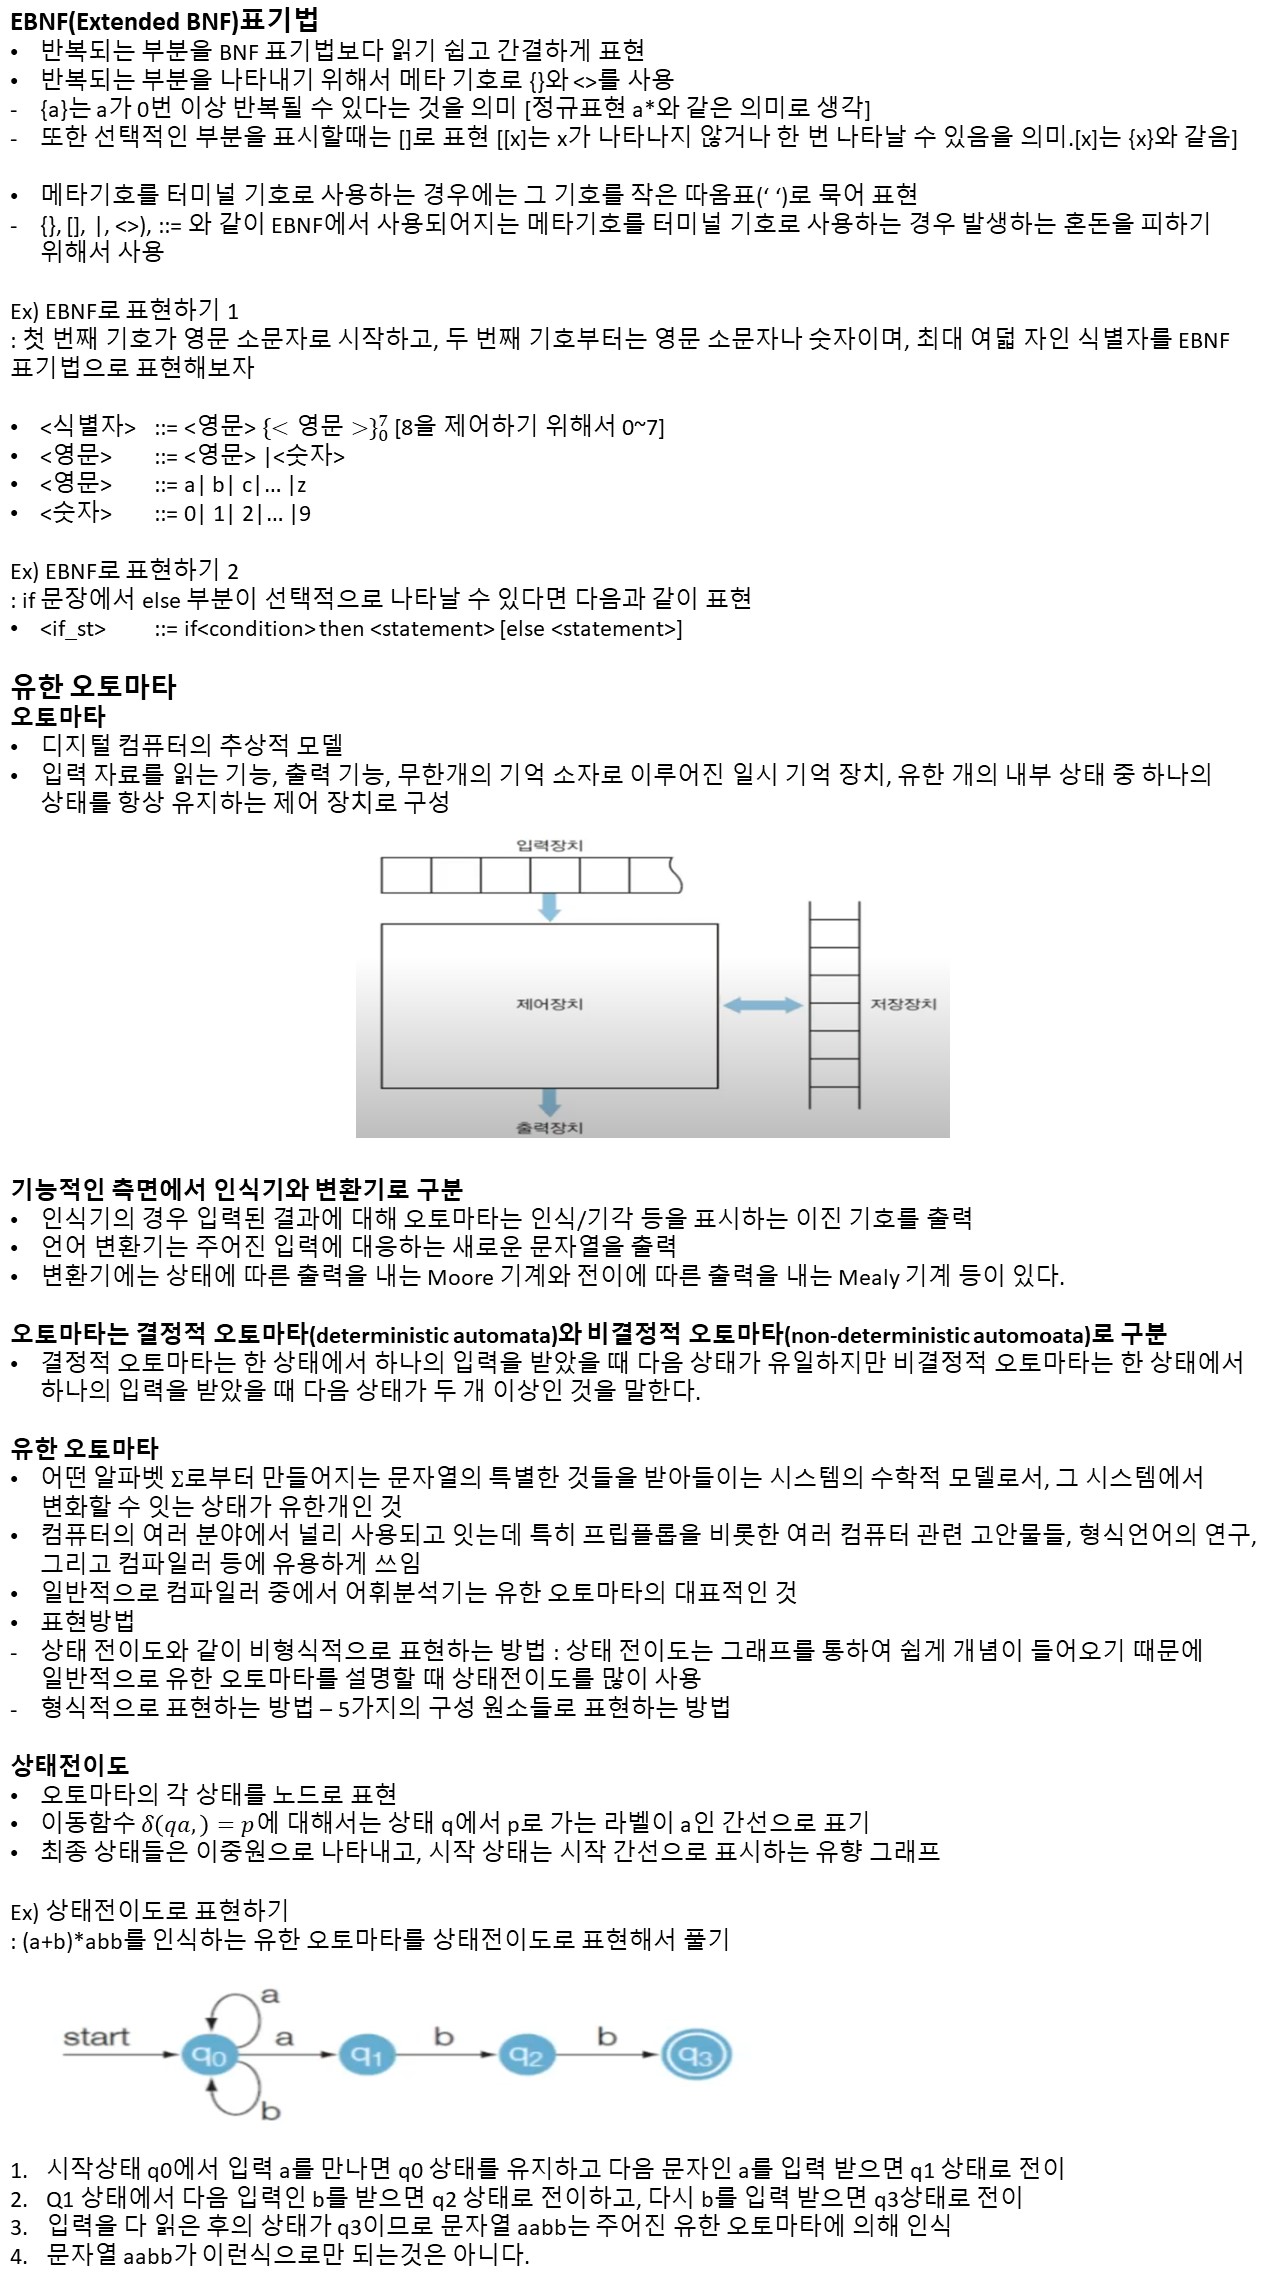 EBNF(Extended BNF)표기법
• 반복되는 부분을 BNF 표기법보다 읽기 쉽고 간결하게 표현
• 반복되는 부분을 나타내기 위해서 메타 기호로 {}와 <>를 사용
- {a}는 a가 0번 이상 반복될 수 있다는 것을 의미 [정규표현 a*와 같은 의미로 생각]
- 또한 선택적인 부분을 표시할때는 []로 표현 [[x]는 x가 나타나지 않거나 한 번 나타날 수 있음을 의미.[x]는 {x}와 같음]
• 메타기호를 터미널 기호로 사용하는 경우에는 그 기호를 작은 따옴표(‘ ‘)로 묶어 표현
- {}, [], |, <>), ::= 와 같이 EBNF에서 사용되어지는 메타기호를 터미널 기호로 사용하는 경우 발생하는 혼돈을 피하기
위해서 사용
Ex) EBNF로 표현하기 1
: 첫 번째 기호가 영문 소문자로 시작하고, 두 번째 기호부터는 영문 소문자나 숫자이며, 최대 여덟 자인 식별자를 EBNF
표기법으로 표현해보자
• <식별자> ::= <영문> {< 영문 >}⁷₀ [8을 제어하기 위해서 0~7]
• <영문> ::= <영문> |<숫자>
• <영문> ::= a| b| c|... |z
• <숫자> ::= 0| 1| 2|... |9
Ex) EBNF로 표현하기 2
: if 문장에서 else 부분이 선택적으로 나타날 수 있다면 다음과 같이 표현
• <if_st> ::= if<condition> then <statement> [else <statement>]
유한 오토마타
오토마타
• 디지털 컴퓨터의 추상적 모델
• 입력 자료를 읽는 기능, 출력 기능, 무한개의 기억 소자로 이루어진 일시 기억 장치, 유한 개의 내부 상태 중 하나의
상태를 항상 유지하는 제어 장치로 구성
입력장치
제어장치
저장장치
출력장치
기능적인 측면에서 인식기와 변환기로 구분
• 인식기의 경우 입력된 결과에 대해 오토마타는 인식/기각 등을 표시하는 이진 기호를 출력
• 언어 변환기는 주어진 입력에 대응하는 새로운 문자열을 출력
• 변환기에는 상태에 따른 출력을 내는 Moore 기계와 전이에 따른 출력을 내는 Mealy 기계 등이 있다.
오토마타는 결정적 오토마타(deterministic automata)와 비결정적 오토마타(non-deterministic automoata)로 구분
• 결정적 오토마타는 한 상태에서 하나의 입력을 받았을 때 다음 상태가 유일하지만 비결정적 오토마타는 한 상태에서
하나의 입력을 받았을 때 다음 상태가 두 개 이상인 것을 말한다.
유한 오토마타
• 어떤 알파벳 Σ로부터 만들어지는 문자열의 특별한 것들을 받아들이는 시스템의 수학적 모델로서, 그 시스템에서
변화할 수 잇는 상태가 유한개인 것
• 컴퓨터의 여러 분야에서 널리 사용되고 잇는데 특히 프립플롭을 비롯한 여러 컴퓨터 관련 고안물들, 형식언어의 연구,
그리고 컴파일러 등에 유용하게 쓰임
• 일반적으로 컴파일러 중에서 어휘분석기는 유한 오토마타의 대표적인 것
• 표현방법
- 상태 전이도와 같이 비형식적으로 표현하는 방법 : 상태 전이도는 그래프를 통하여 쉽게 개념이 들어오기 때문에
일반적으로 유한 오토마타를 설명할 때 상태전이도를 많이 사용
- 형식적으로 표현하는 방법 – 5가지의 구성 원소들로 표현하는 방법
상태전이도
• 오토마타의 각 상태를 노드로 표현
• 이동함수 δ(qa,) = p에 대해서는 상태 q에서 p로 가는 라벨이 a인 간선으로 표기
• 최종 상태들은 이중원으로 나타내고, 시작 상태는 시작 간선으로 표시하는 유향 그래프
Ex) 상태전이도로 표현하기
: (a+b)*abb를 인식하는 유한 오토마타를 상태전이도로 표현해서 풀기
a
start q0 a q1 b q2 b q3
b
1. 시작상태 q0에서 입력 a를 만나면 q0 상태를 유지하고 다음 문자인 a를 입력 받으면 q1 상태로 전이
2. Q1 상태에서 다음 입력인 b를 받으면 q2 상태로 전이하고, 다시 b를 입력 받으면 q3상태로 전이
3. 입력을 다 읽은 후의 상태가 q3이므로 문자열 aabb는 주어진 유한 오토마타에 의해 인식
4. 문자열 aabb가 이런식으로만 되는것은 아니다.